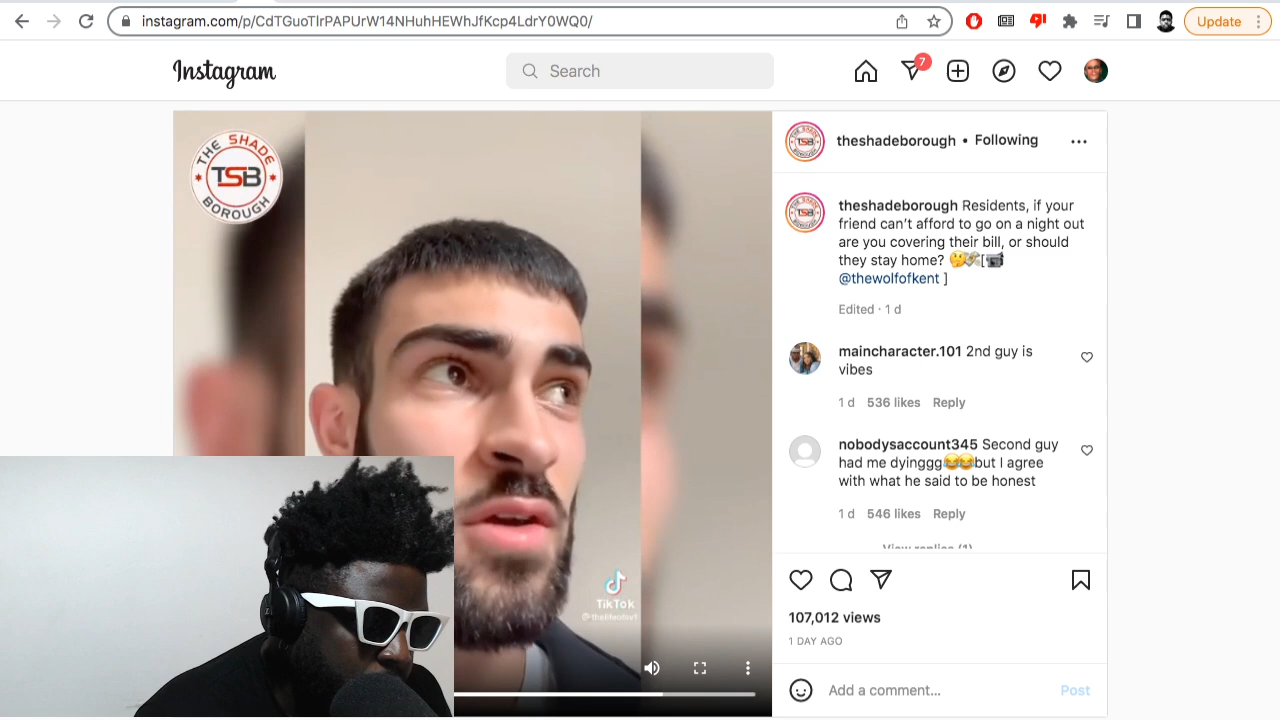 instagram.com/p/CdTGuoTIrPAPUrW14NHuhHEWhJfKcp4LdrY0WQ0/
Update
Instagram
Search
7
THE SHADE
TSB
BOROUGH
theshadeborough • Following
theshadeborough Residents, if your
friend can’t afford to go on a night out
are you covering their bill, or should
they stay home? 🤔💸[📹
@thewolfofkent ]
Edited · 1 d
maincharacter.101 2nd guy is
vibes
1 d 536 likes Reply
nobodysaccount345 Second guy
had me dyinggg😂😂but I agree
with what he said to be honest
1 d 546 likes Reply
View replies (1)
TikTok
107,012 views
1 DAY AGO
Add a comment...
Post